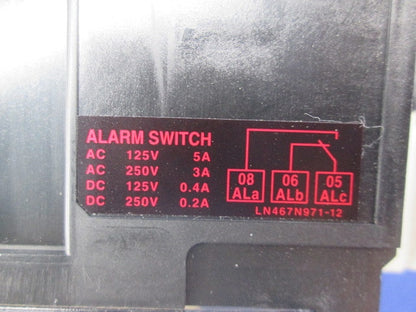 ALARM SWITCH
AC 125V 5A
AC 250V 3A
DC 125V 0.4A
DC 250V 0.2A
08 06 05
ALa ALb ALc
LN467N971-12